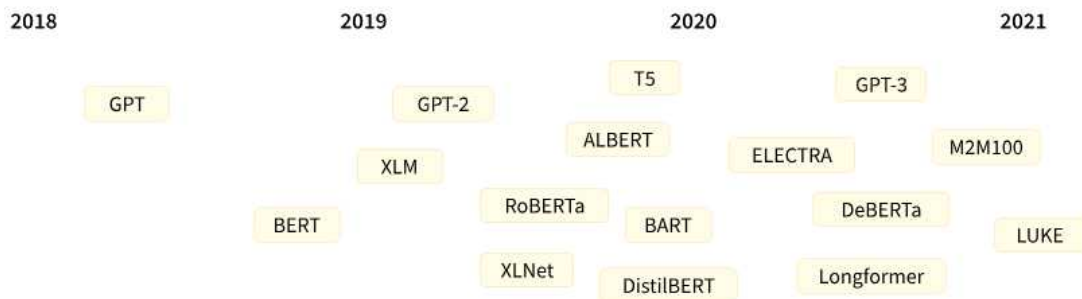 2018 2019 2020 2021
T5
GPT-3
GPT GPT-2
ALBERT
M2M100
ELECTRA
XLM
RoBERTa
DeBERTa
BERT BART
LUKE
XLNet
Longformer
DistilBERT